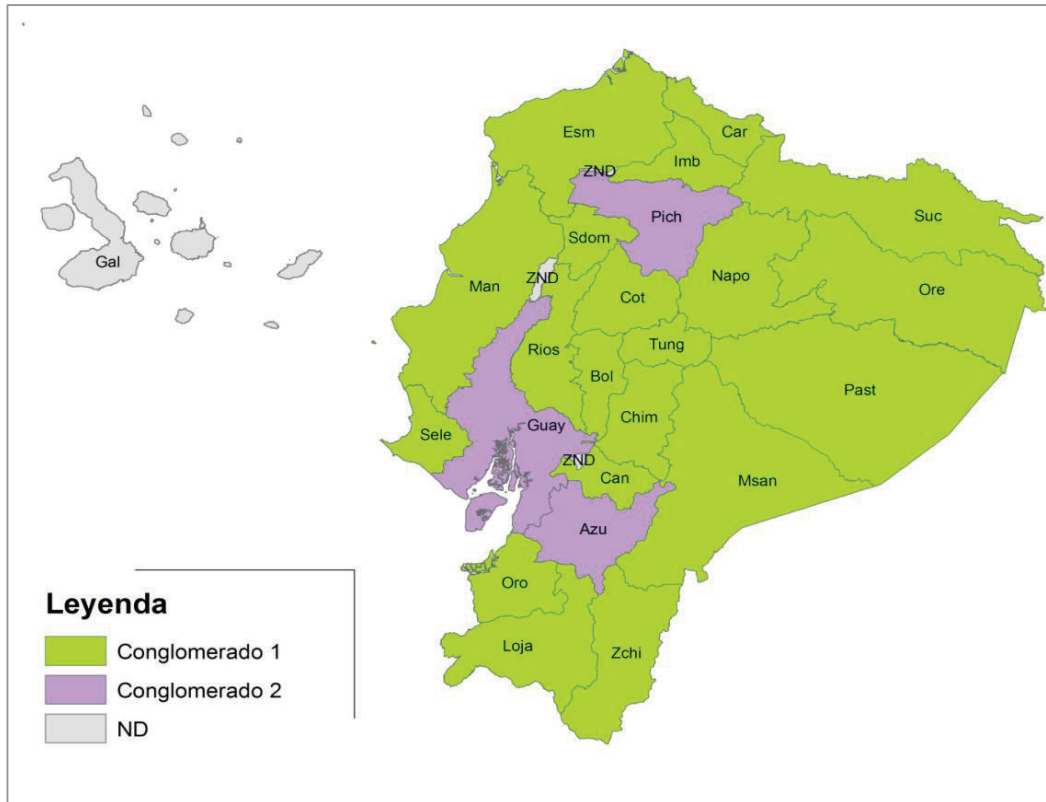 Esm
Car
Imb
ZND
Pich
Suc
Sdom
Gal
Man
ZND
Napo
Ore
Cot
Rios
Tung
Bol
Past
Chim
Sele
Guay
ZND
Can
Msan
Azu
Oro
Loja
Zchi
Leyenda
Conglomerado 1
Conglomerado 2
ND